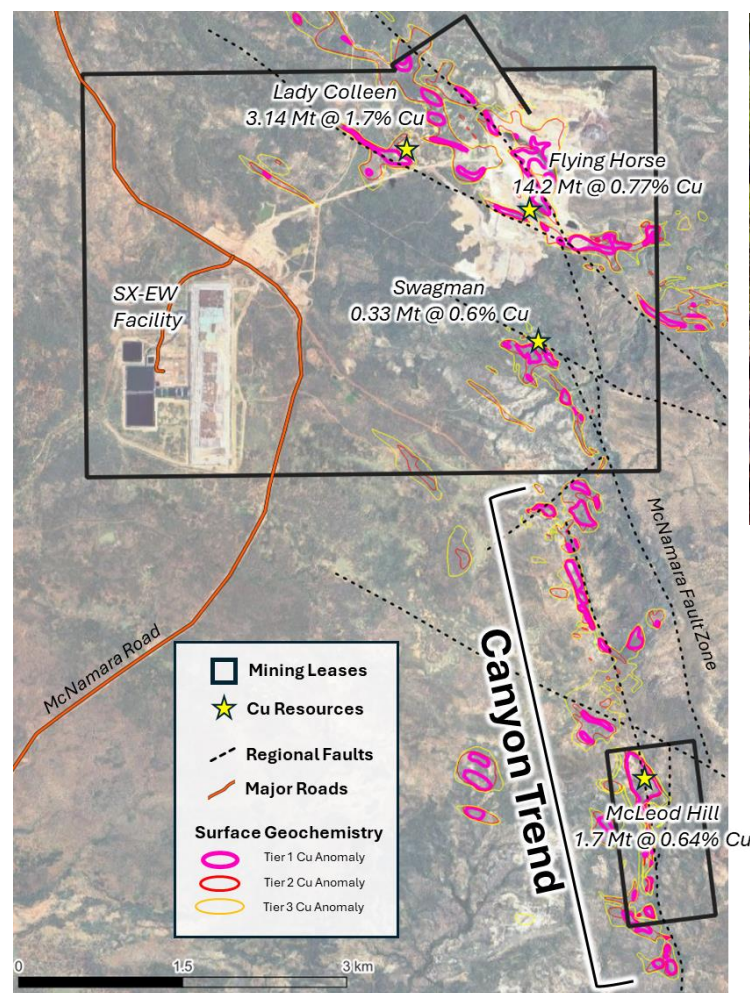 Lady Colleen
3.14 Mt @ 1.7% Cu
Flying Horse
14.2 Mt @ 0.77% Cu
Swagman
0.33 Mt @ 0.6% Cu
SX-EW
Facility
McNamara Fault Zone
Canyon Trend
McNamara Road
McLeod Hill
1.7 Mt @ 0.64% Cu
Mining Leases
Cu Resources
Regional Faults
Major Roads
Surface Geochemistry
Tier 1 Cu Anomaly
Tier 2 Cu Anomaly
Tier 3 Cu Anomaly
0 1.5 3 km